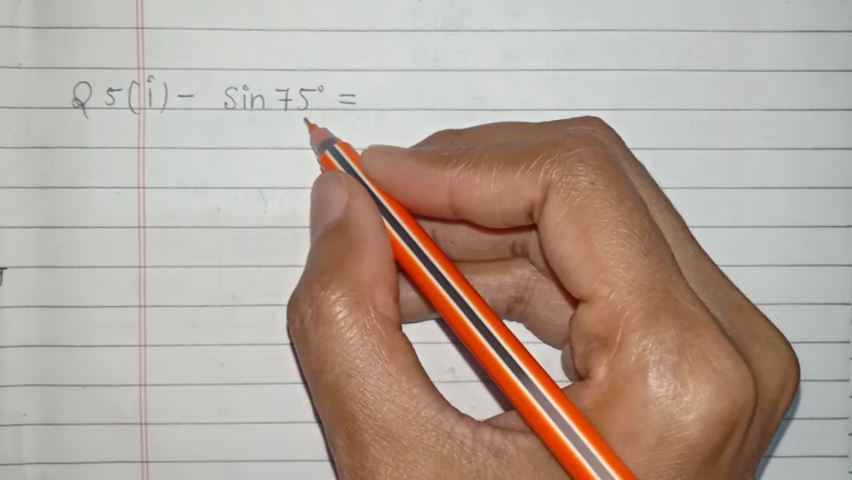 Q 5(i) - Sin 75° =